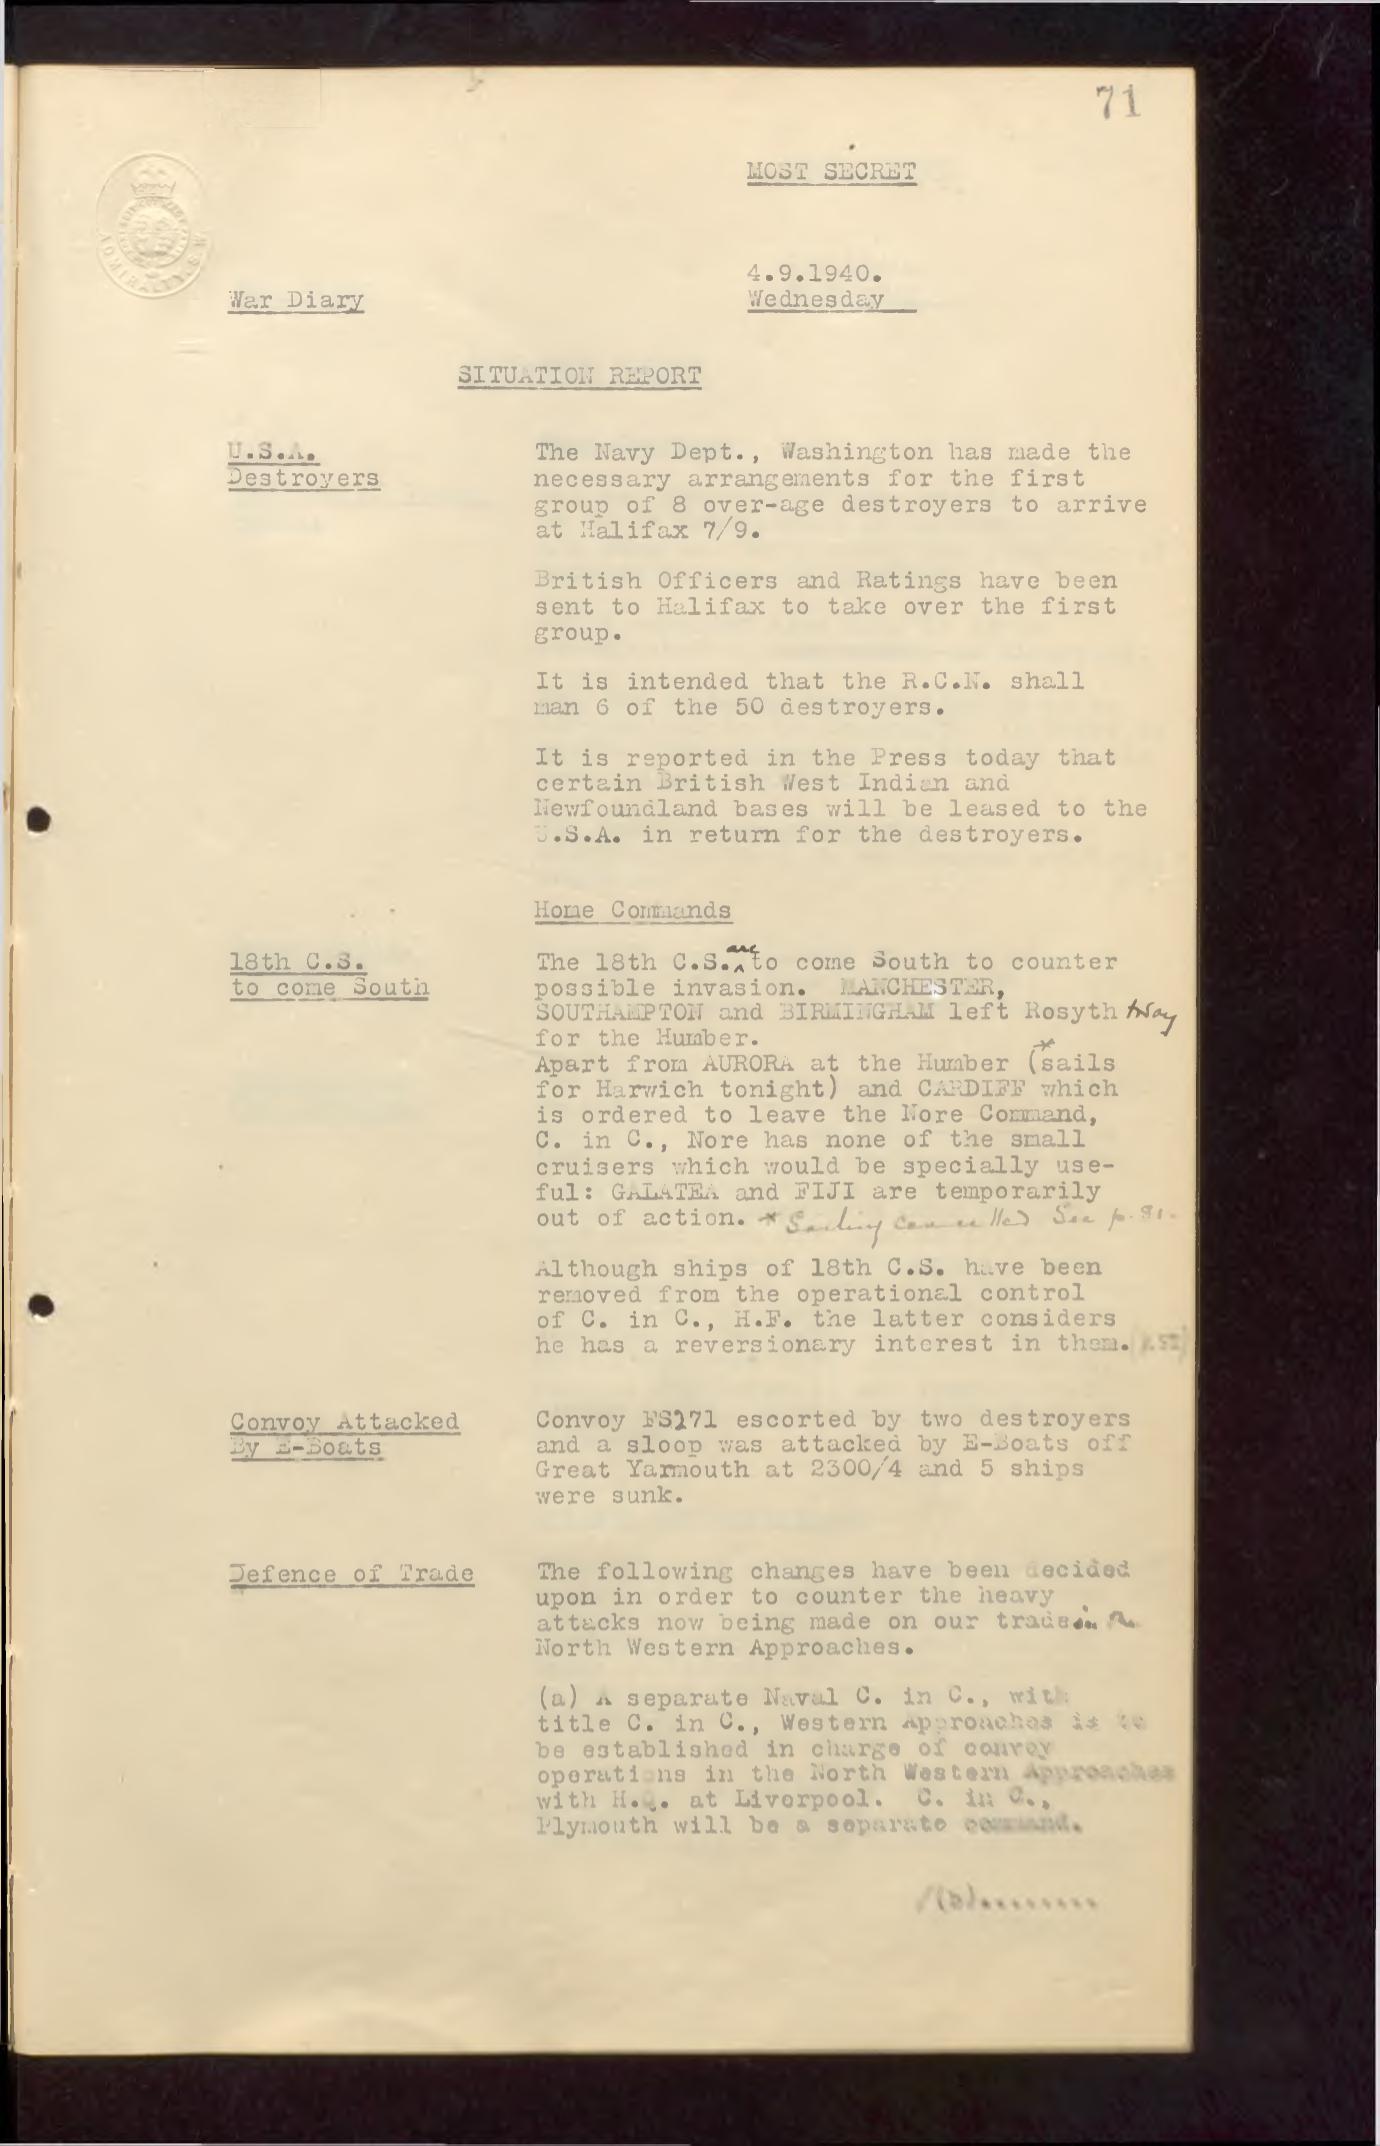 71
MOST SECRET
ADMIRALTY.S.W
4.9.1940.
War Diary
Wednesday
SITUATION REPORT
U.S.A.
Destroyers
The Navy Dept., Washington has made the
necessary arrangements for the first
group of 8 over-age destroyers to arrive
at Halifax 7/9.
British Officers and Ratings have been
sent to Halifax to take over the first
group.
It is intended that the R.C.N. shall
man 6 of the 50 destroyers.
It is reported in the Press today that
certain British West Indian and
Newfoundland bases will be leased to the
U.S.A. in return for the destroyers.
Home Commands
18th C.S.
to come South
The 18th C.S. are to come South to counter
possible invasion. MANCHESTER,
SOUTHAMPTON and BIRMINGHAM left Rosyth today
for the Humber.
Apart from AURORA at the Humber (*sails
for Harwich tonight) and CARDIFF which
is ordered to leave the Nore Command,
C. in C., Nore has none of the small
cruisers which would be specially use-
ful: GALATEA and FIJI are temporarily
out of action. * Sailing cancelled See p. 81.
Although ships of 18th C.S. have been
removed from the operational control
of C. in C., H.F. the latter considers
he has a reversionary interest in them.
Convoy Attacked
By E-Boats
Convoy FS271 escorted by two destroyers
and a sloop was attacked by E-Boats off
Great Yarmouth at 2300/4 and 5 ships
were sunk.
Defence of Trade
The following changes have been decided
upon in order to counter the heavy
attacks now being made on our trade in
North Western Approaches.
(a) A separate Naval C. in C., with
title C. in C., Western Approaches is to
be established in charge of convoy
operations in the North Western Approaches
with H.Q. at Liverpool. C. in C.,
Plymouth will be a separate command.
/(b).........